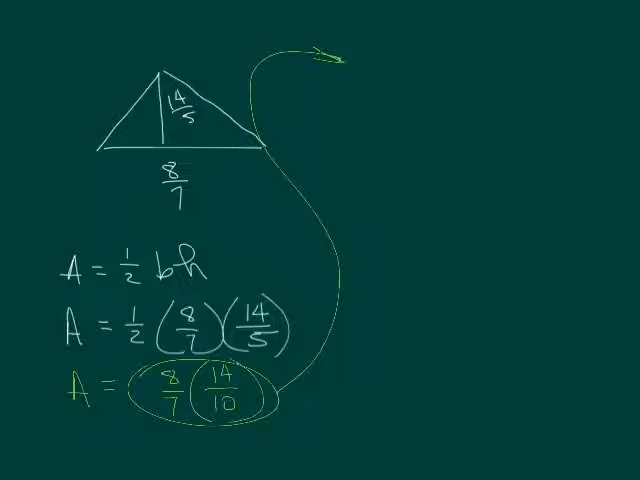 14/5
8/7
A = 1/2 bh
A = 1/2 (8/7)(14/5)
A = 8/7 (14/10)